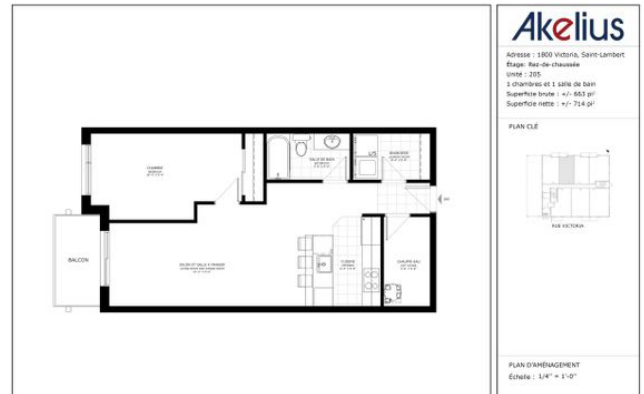 Akelius
Adresse : 1800 Victoria, Saint-Lambert
Étage: Rez-de-chaussée
Unité : 205
1 chambres et 1 salle de bain
Superficie brute : +/- 663 pi²
Superficie nette : +/- 714 pi²
PLAN CLÉ
RUE VICTORIA
CHAMBRE
SALLE DE BAIN
BUANDERIE
BALCON
SALON ET SALLE À MANGER
CUISINE
CHAUFFE EAU
PLAN D'AMÉNAGEMENT
Échelle : 1/4" = 1'-0"